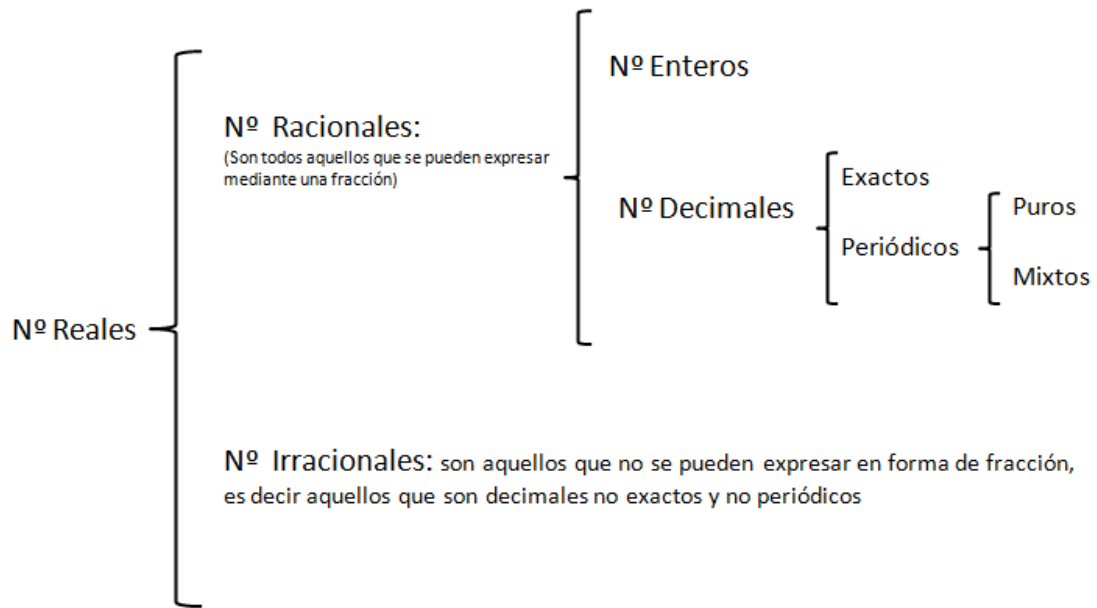 Nº Enteros
Nº Racionales:
(Son todos aquellos que se pueden expresar
mediante una fracción)
Exactos
Nº Decimales
Puros
Periódicos
Mixtos
Nº Reales
Nº Irracionales: son aquellos que no se pueden expresar en forma de fracción,
es decir aquellos que son decimales no exactos y no periódicos